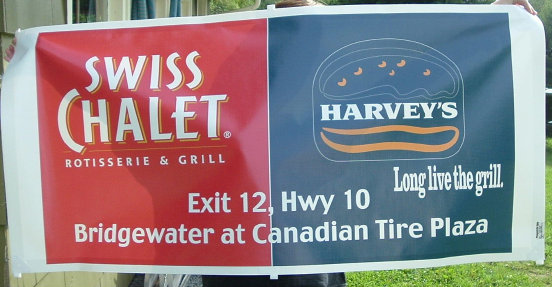 SWISS
CHALET®
ROTISSERIE & GRILL
HARVEY'S
Long live the grill.
Exit 12, Hwy 10
Bridgewater at Canadian Tire Plaza